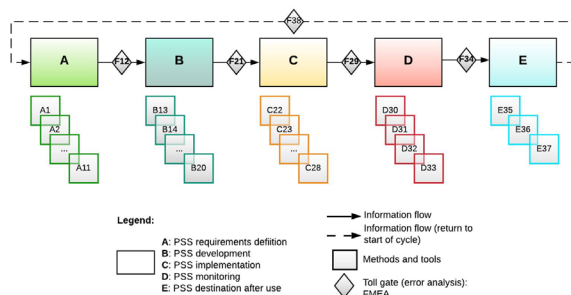 F38
A
F12
B
F21
C
F29
D
F34
E
A1
A2
...
A11
B13
B14
...
B20
C22
C23
...
C28
D30
D31
D32
D33
E35
E36
E37
Legend:
A: PSS requirements defiition
B: PSS development
C: PSS implementation
D: PSS monitoring
E: PSS destination after use
Information flow
Information flow (return to
start of cycle)
Methods and tools
Toll gate (error analysis):
FMEA